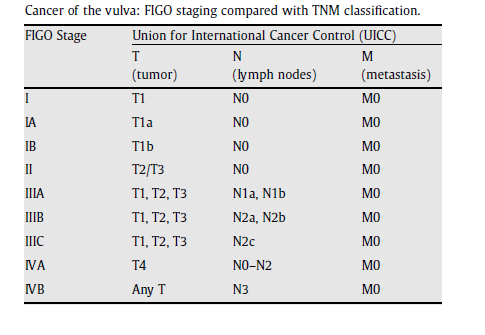 Cancer of the vulva: FIGO staging compared with TNM classification.
FIGO Stage Union for International Cancer Control (UICC)
T N M
(tumor) (lymph nodes) (metastasis)
I T1 N0 M0
IA T1a N0 M0
IB T1b N0 M0
II T2/T3 N0 M0
IIIA T1, T2, T3 N1a, N1b M0
IIIB T1, T2, T3 N2a, N2b M0
IIIC T1, T2, T3 N2c M0
IVA T4 N0–N2 M0
IVB Any T N3 M0